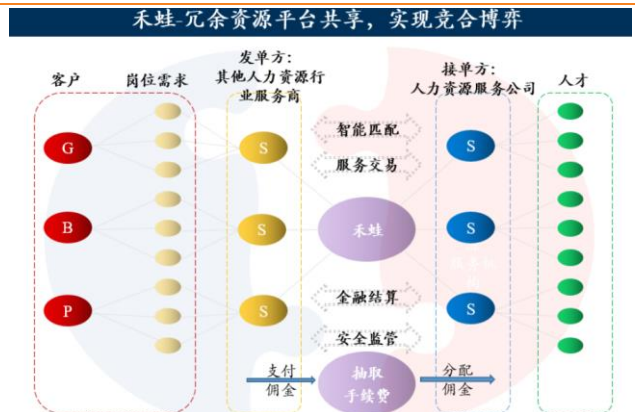 禾蛙-冗余资源平台共享，实现竞合博弈
客户
岗位需求
发单方：
其他人力资源行
业服务商
接单方：
人力资源服务公司
人才
智能匹配
服务交易
G
S
S
B
S
禾蛙
S
P
S
金融结算
S
安全监管
支付
佣金
抽取
手续费
分配
佣金